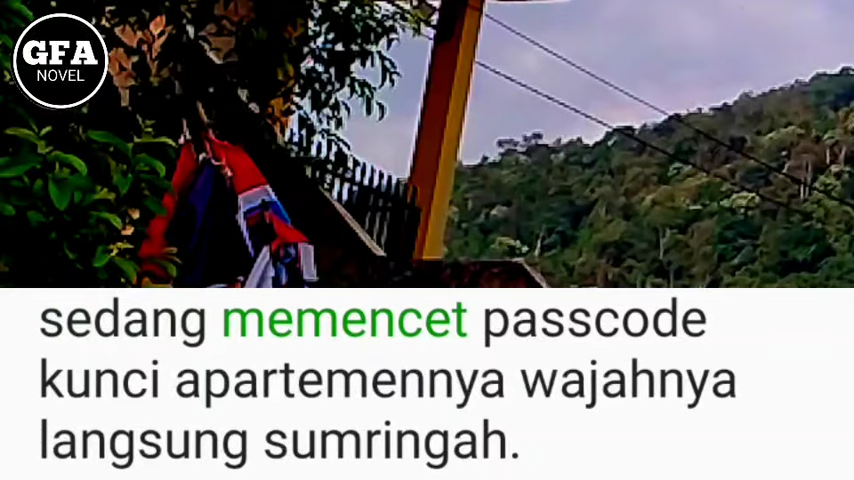 GFA
NOVEL
sedang memencet passcode
kunci apartemennya wajahnya
langsung sumringah.